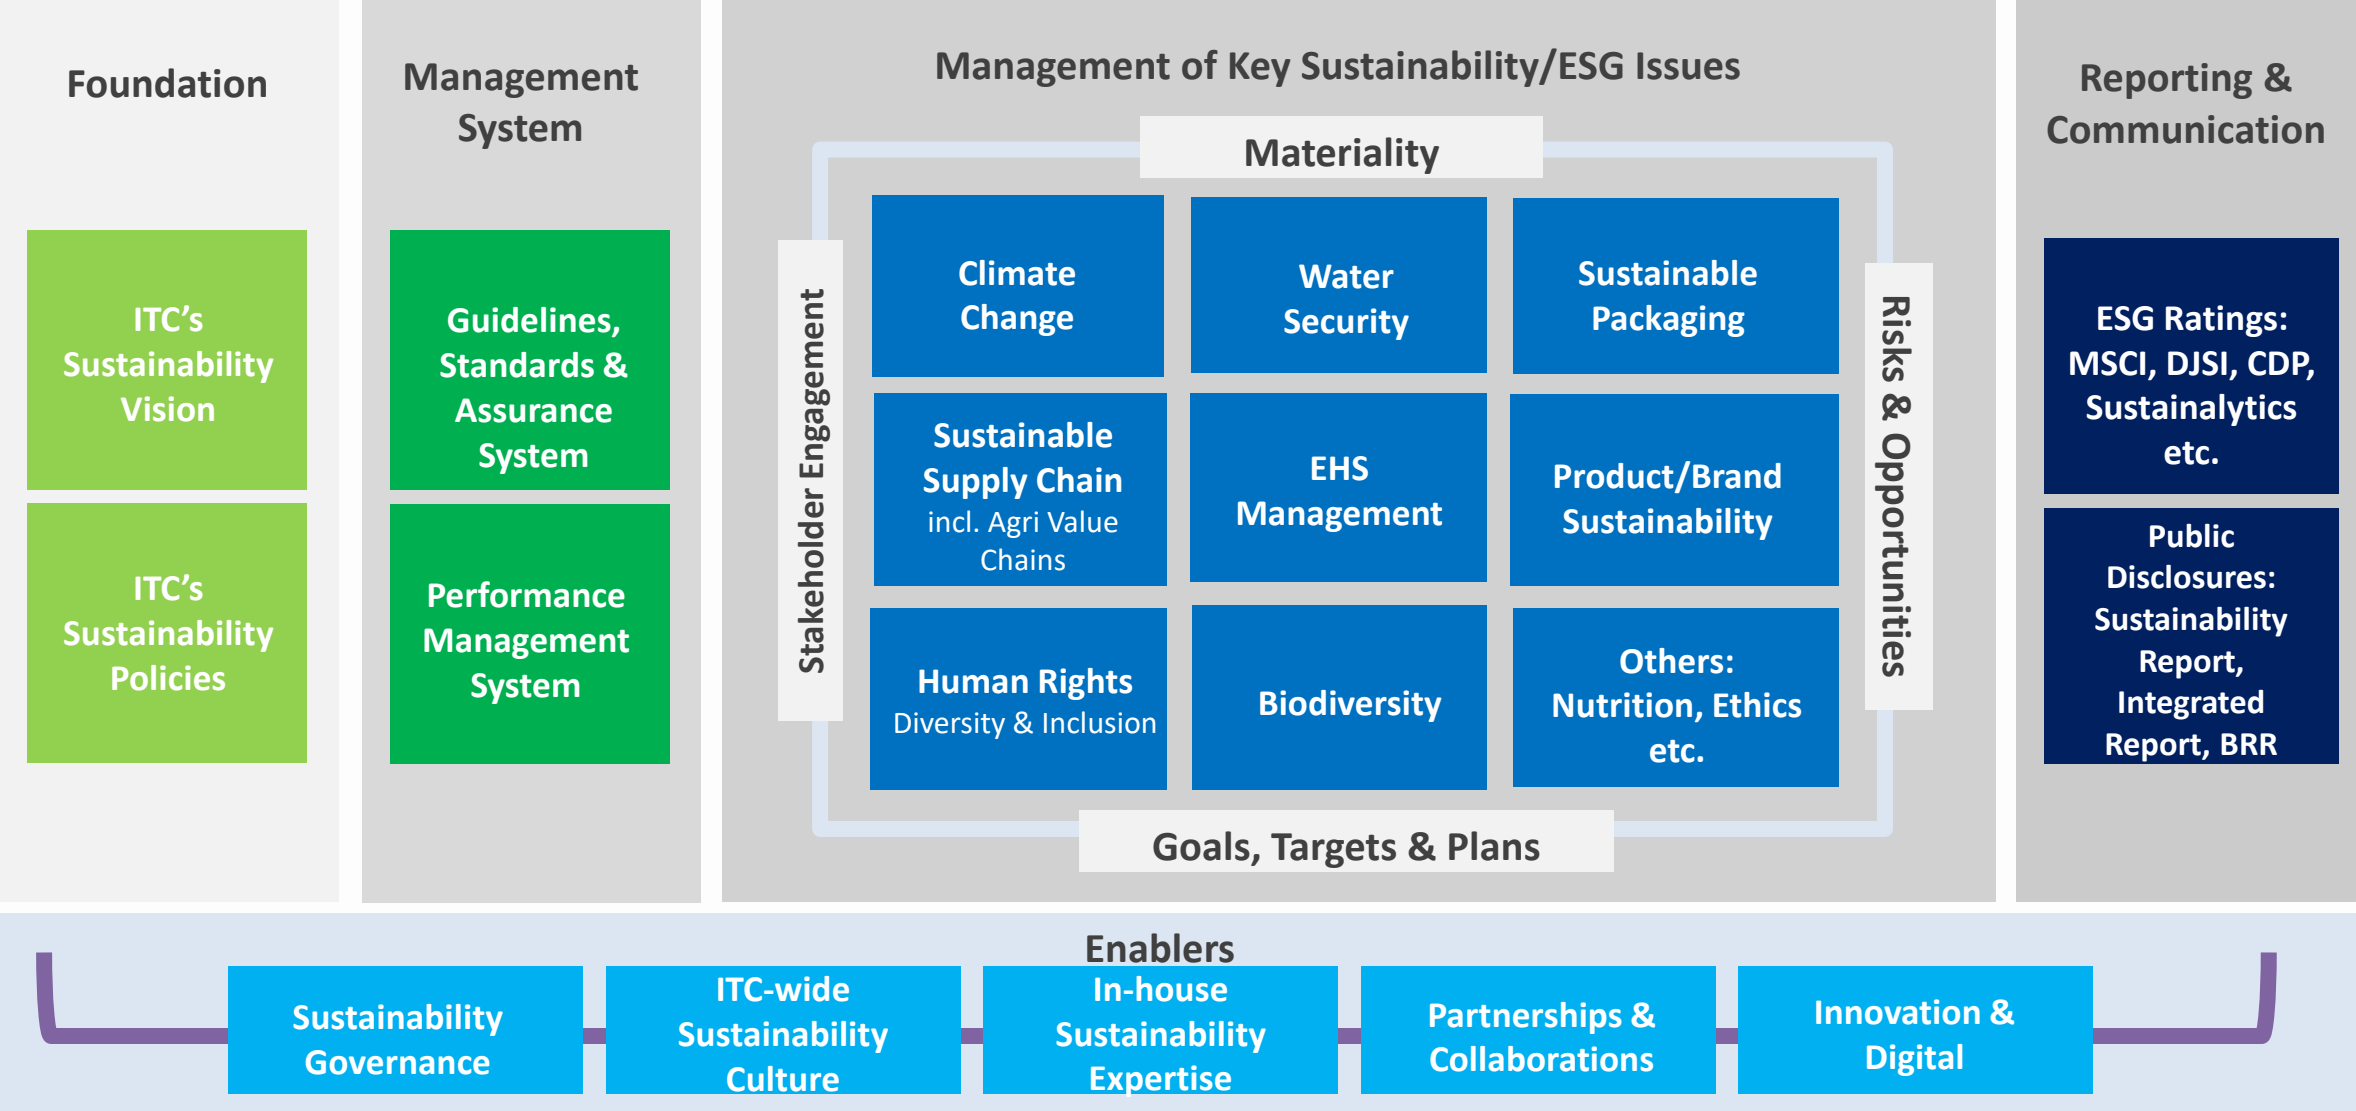 Foundation
ITC’s
Sustainability
Vision
ITC’s
Sustainability
Policies
Management
System
Guidelines,
Standards &
Assurance
System
Performance
Management
System
Management of Key Sustainability/ESG Issues
Materiality
Stakeholder Engagement
Climate
Change
Water
Security
Sustainable
Packaging
Sustainable
Supply Chain
incl. Agri Value
Chains
EHS
Management
Product/Brand
Sustainability
Human Rights
Diversity & Inclusion
Biodiversity
Others:
Nutrition, Ethics
etc.
Risks & Opportunities
Goals, Targets & Plans
Reporting &
Communication
ESG Ratings:
MSCI, DJSI, CDP,
Sustainalytics
etc.
Public
Disclosures:
Sustainability
Report,
Integrated
Report, BRR
Enablers
Sustainability
Governance
ITC-wide
Sustainability
Culture
In-house
Sustainability
Expertise
Partnerships &
Collaborations
Innovation &
Digital